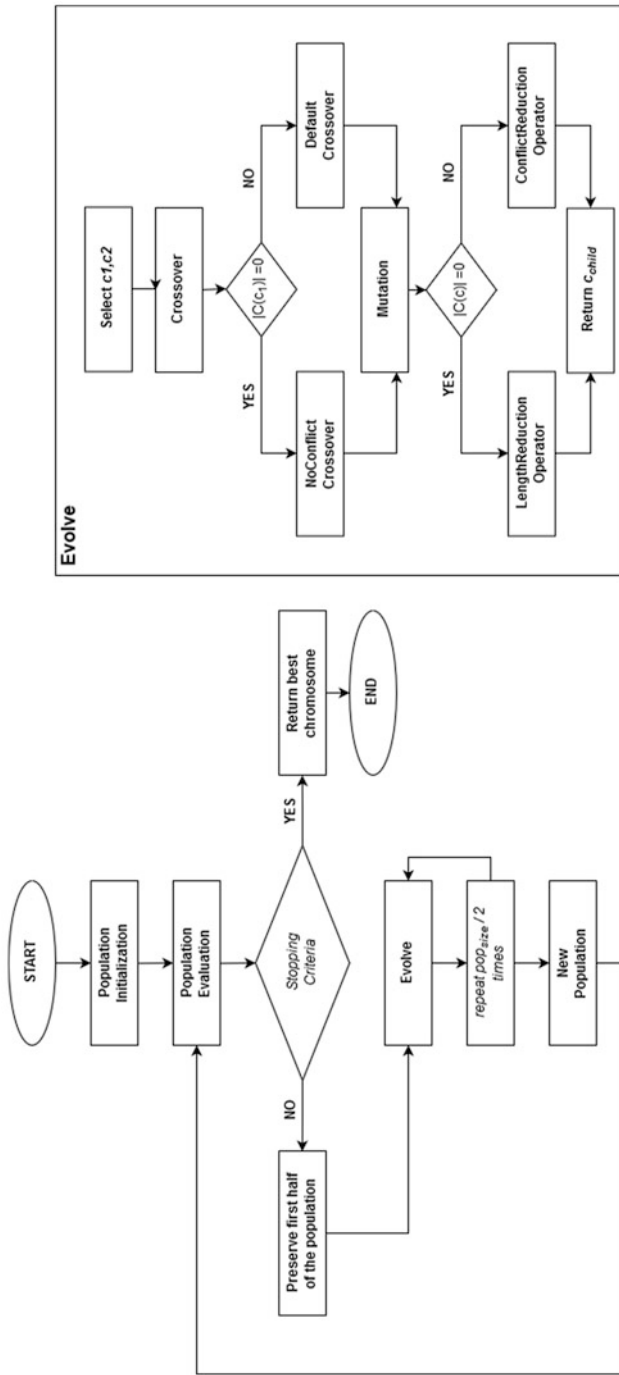 START
Population
Initialization
Population
Evaluation
Stopping
Criteria
YES
NO
Return best
chromosome
END
Preserve first half
of the population
Evolve
repeat pop_size / 2
times
New
Population
Evolve
Select c1,c2
Crossover
|C(c₁)| =0
YES
NO
NoConflict
Crossover
Default
Crossover
Mutation
|C(c)| =0
YES
NO
LengthReduction
Operator
ConflictReduction
Operator
Return c_child